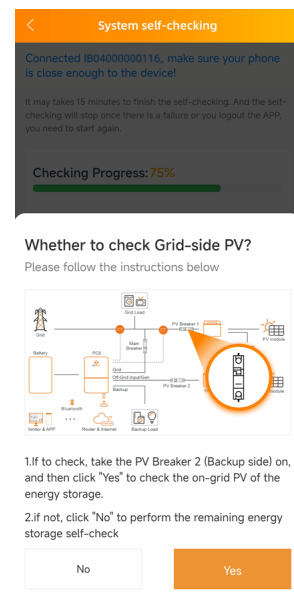 System self-checking
Connected IB04000000116, make sure your phone
is close enough to the device!
It may takes 15 minutes to finish the self-checking. And the self-
checking will stop once there is a failure or you logout the APP,
you need to start again.
Checking Progress:75%
Whether to check Grid-side PV?
Please follow the instructions below
Grid Load
Grid
PV Breaker 1
PV module
Main
Breaker
Battery
PCS
Grid
Off-Grid Input/Gen
Backup
PV Breaker 2
module
Bluetooth
onitor & APP
Router & Internet
Backup Load
1.If to check, take the PV Breaker 2 (Backup side) on,
and then click "Yes" to check the on-grid PV of the
energy storage.
2.if not, click "No" to perform the remaining energy
storage self-check
No
Yes